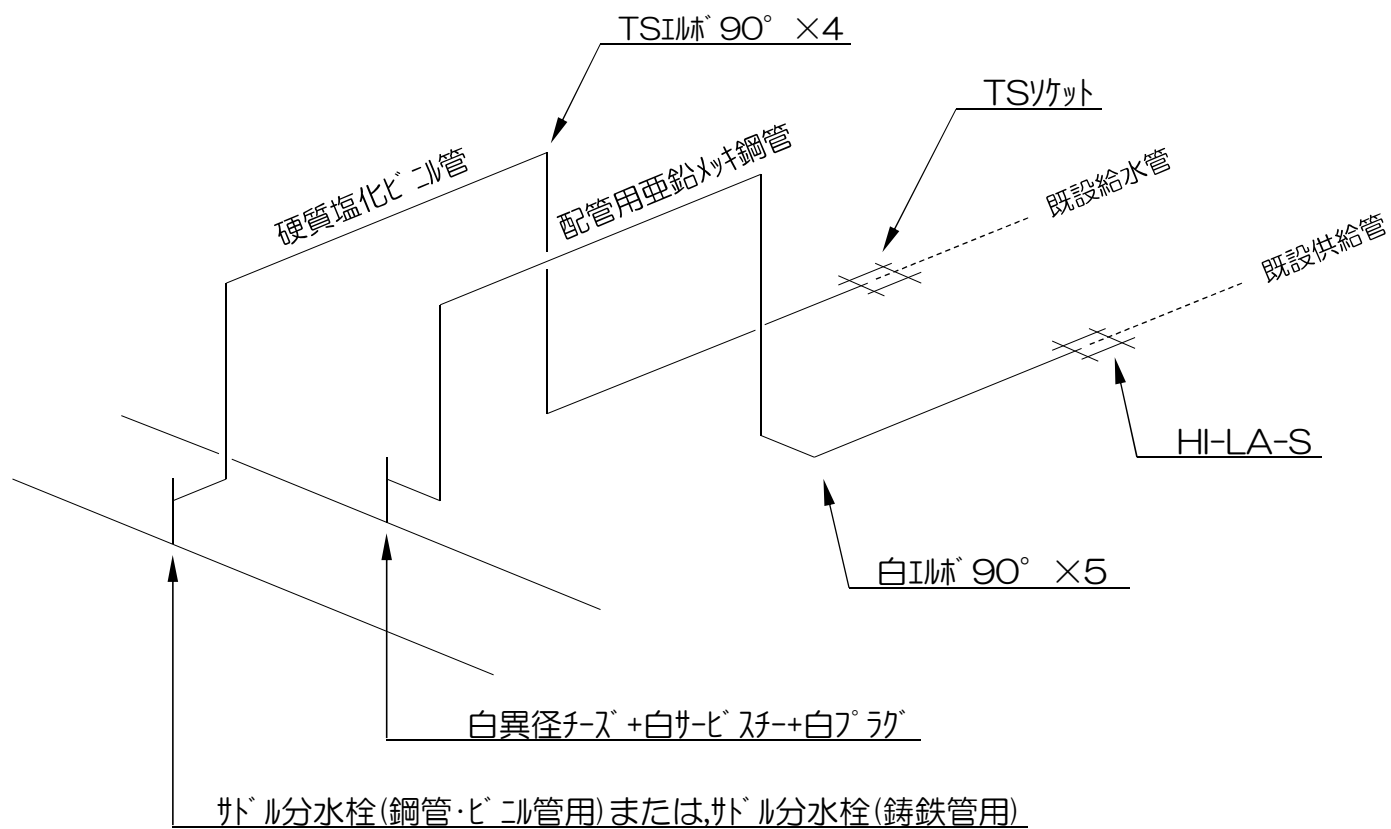 TSｴﾙﾎﾞ90° ×4
TSｿｹｯﾄ
硬質塩化ﾋﾞﾆﾙ管
配管用亜鉛ﾒｯｷ鋼管
既設給水管
既設供給管
HI-LA-S
白ｴﾙﾎﾞ90° ×5
白異径ﾁｰｽﾞ+白ｻｰﾋﾞｽﾁｰ+白ﾌﾟﾗｸﾞ
ｻﾄﾞﾙ分水栓(鋼管･ﾋﾞﾆﾙ管用)または,ｻﾄﾞﾙ分水栓(鋳鉄管用)